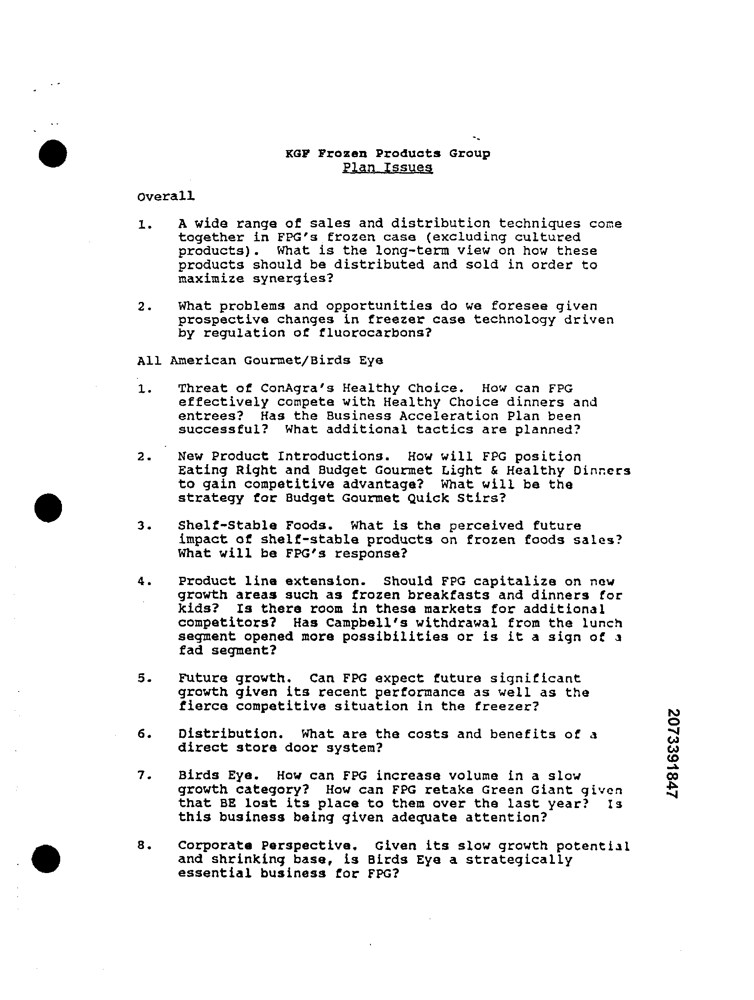 KGF Frozen Products Group
Plan Issues
Overall
1. A wide range of sales and distribution techniques come
together in FPG's frozen case (excluding cultured
products). What is the long-term view on how these
products should be distributed and sold in order to
maximize synergies?
2. What problems and opportunities do we foresee given
prospective changes in freezer case technology driven
by regulation of fluorocarbons?
All American Gourmet/Birds Eye
1. Threat of ConAgra's Healthy Choice. How can FPG
effectively compete with Healthy Choice dinners and
entrees? Has the Business Acceleration Plan been
successful? What additional tactics are planned?
2. New Product Introductions. How will FPG position
Eating Right and Budget Gourmet Light & Healthy Dinners
to gain competitive advantage? What will be the
strategy for Budget Gourmet Quick Stirs?
3. Shelf-Stable Foods. What is the perceived future
impact of shelf-stable products on frozen foods sales?
What will be FPG's response?
4. Product line extension. Should FPG capitalize on new
growth areas such as frozen breakfasts and dinners for
kids? Is there room in these markets for additional
competitors? Has Campbell's withdrawal from the lunch
segment opened more possibilities or is it a sign of a
fad segment?
5. Future growth. Can FPG expect future significant
growth given its recent performance as well as the
fierce competitive situation in the freezer?
6. Distribution. What are the costs and benefits of a
direct store door system?
7. Birds Eye. How can FPG increase volume in a slow
growth category? How can FPG retake Green Giant given
that BE lost its place to them over the last year? Is
this business being given adequate attention?
8. Corporate Perspective. Given its slow growth potential
and shrinking base, is Birds Eye a strategically
essential business for FPG?
2073391847